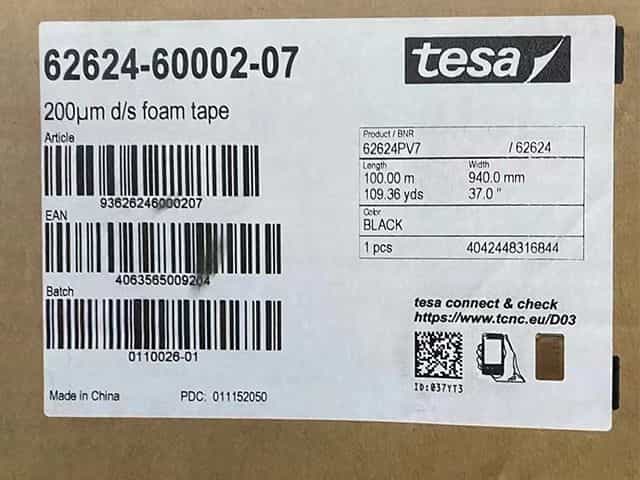 62624-60002-07
tesa
200µm d/s foam tape
Article
93626246000207
EAN
4063565009204
Batch
0110026-01
Made in China PDC: 011152050
Product / BNR
62624PV7 / 62624
Length Width
100.00 m 940.0 mm
109.36 yds 37.0 "
Color
BLACK
1 pcs 4042448316844
tesa connect & check
https://www.tcnc.eu/D03
ID:037YT3